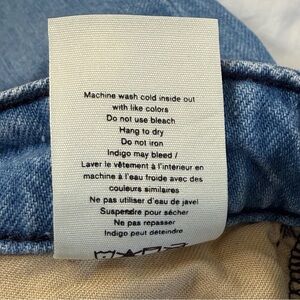 Machine wash cold inside out
with like colors
Do not use bleach
Hang to dry
Do not iron
Indigo may bleed /
Laver le vêtement à l'intérieur en
machine à l'eau froide avec des
couleurs similaires
Ne pas utiliser d'eau de javel
Suspendre pour sécher
Ne pas repasser
Indigo peut déteindre